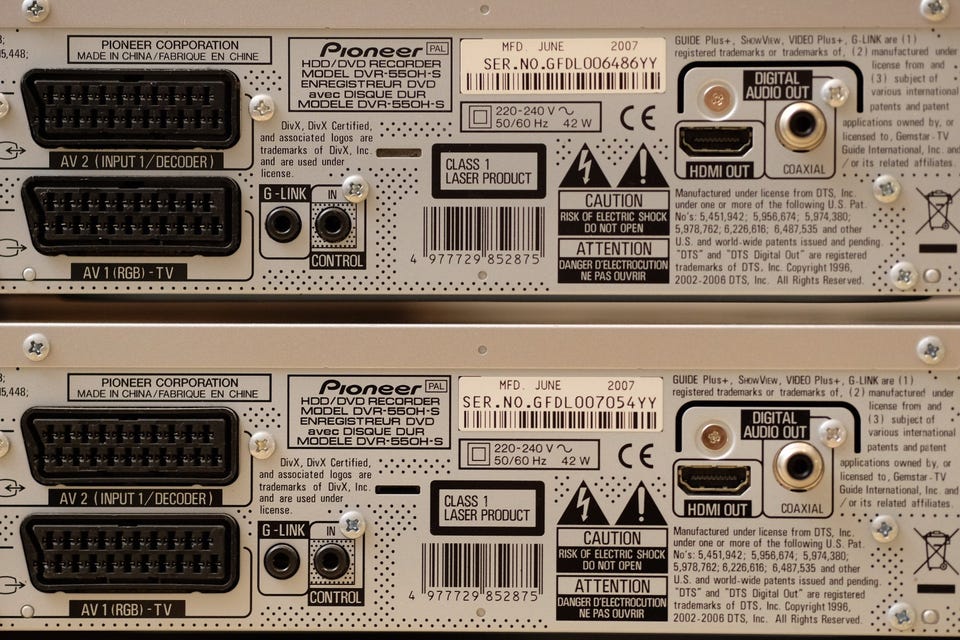 s;
15,448;
PIONEER CORPORATION
MADE IN CHINA/FABRIQUE EN CHINE
AV 2 (INPUT 1/DECODER)
AV 1 (RGB) - TV
DivX, DivX Certified,
and associated logos are
trademarks of DivX, Inc.
and are used under
license.
G-LINK
IN
CONTROL
Pioneer PAL
HDD/DVD RECORDER
MODEL DVR-550H-S
ENREGISTREUR DVD
avec DISQUE DUR
MODELE DVR-550H-S
MFD. JUNE 2007
SER.NO.GFDL006486YY
220-240 V
50/60 Hz 42 W
CE
CLASS 1
LASER PRODUCT
4 977729 852875
CAUTION
RISK OF ELECTRIC SHOCK
DO NOT OPEN
ATTENTION
DANGER D'ELECTROCUTION
NE PAS OUVRIR
GUIDE Plus+, SHOWVIEW, VIDEO Plus+, G-LINK are (1)
registered trademarks or trademarks of, (2) manufactured under
license from and
(3) subject of
various international
patents and patent
applications owned by, or
licensed to, Gemstar-TV
Guide International, Inc. and
/ or its related affiliates.
DIGITAL
AUDIO OUT
HDMI OUT
COAXIAL
Manufactured under license from DTS, Inc.
under one or more of the following U.S. Pat.
No's: 5,451,942; 5,956,674; 5,974,380;
5,978,762; 6,226,616; 6,487,535 and other
U.S. and world-wide patents issued and pending.
"DTS" and "DTS Digital Out" are registered
trademarks of DTS, Inc. Copyright 1996,
2002-2006 DTS, Inc. All Rights Reserved.
s;
15,448;
PIONEER CORPORATION
MADE IN CHINA/FABRIQUE EN CHINE
AV 2 (INPUT 1/DECODER)
AV 1 (RGB) - TV
DivX, DivX Certified,
and associated logos are
trademarks of DivX, Inc.
and are used under
license.
G-LINK
IN
CONTROL
Pioneer PAL
HDD/DVD RECORDER
MODEL DVR-550H-S
ENREGISTREUR DVD
avec DISQUE DUR
MODELE DVR-550H-S
MFD. JUNE 2007
SER.NO.GFDL007054YY
220-240 V
50/60 Hz 42 W
CE
CLASS 1
LASER PRODUCT
4 977729 852875
CAUTION
RISK OF ELECTRIC SHOCK
DO NOT OPEN
ATTENTION
DANGER D'ELECTROCUTION
NE PAS OUVRIR
GUIDE Plus+, SHOWVIEW, VIDEO Plus+, G-LINK are (1)
registered trademarks or trademarks of, (2) manufactured under
license from and
(3) subject of
various international
patents and patent
applications owned by, or
licensed to, Gemstar-TV
Guide International, Inc. and
/ or its related affiliates.
DIGITAL
AUDIO OUT
HDMI OUT
COAXIAL
Manufactured under license from DTS, Inc.
under one or more of the following U.S. Pat.
No's: 5,451,942; 5,956,674; 5,974,380;
5,978,762; 6,226,616; 6,487,535 and other
U.S. and world-wide patents issued and pending.
"DTS" and "DTS Digital Out" are registered
trademarks of DTS, Inc. Copyright 1996,
2002-2006 DTS, Inc. All Rights Reserved.